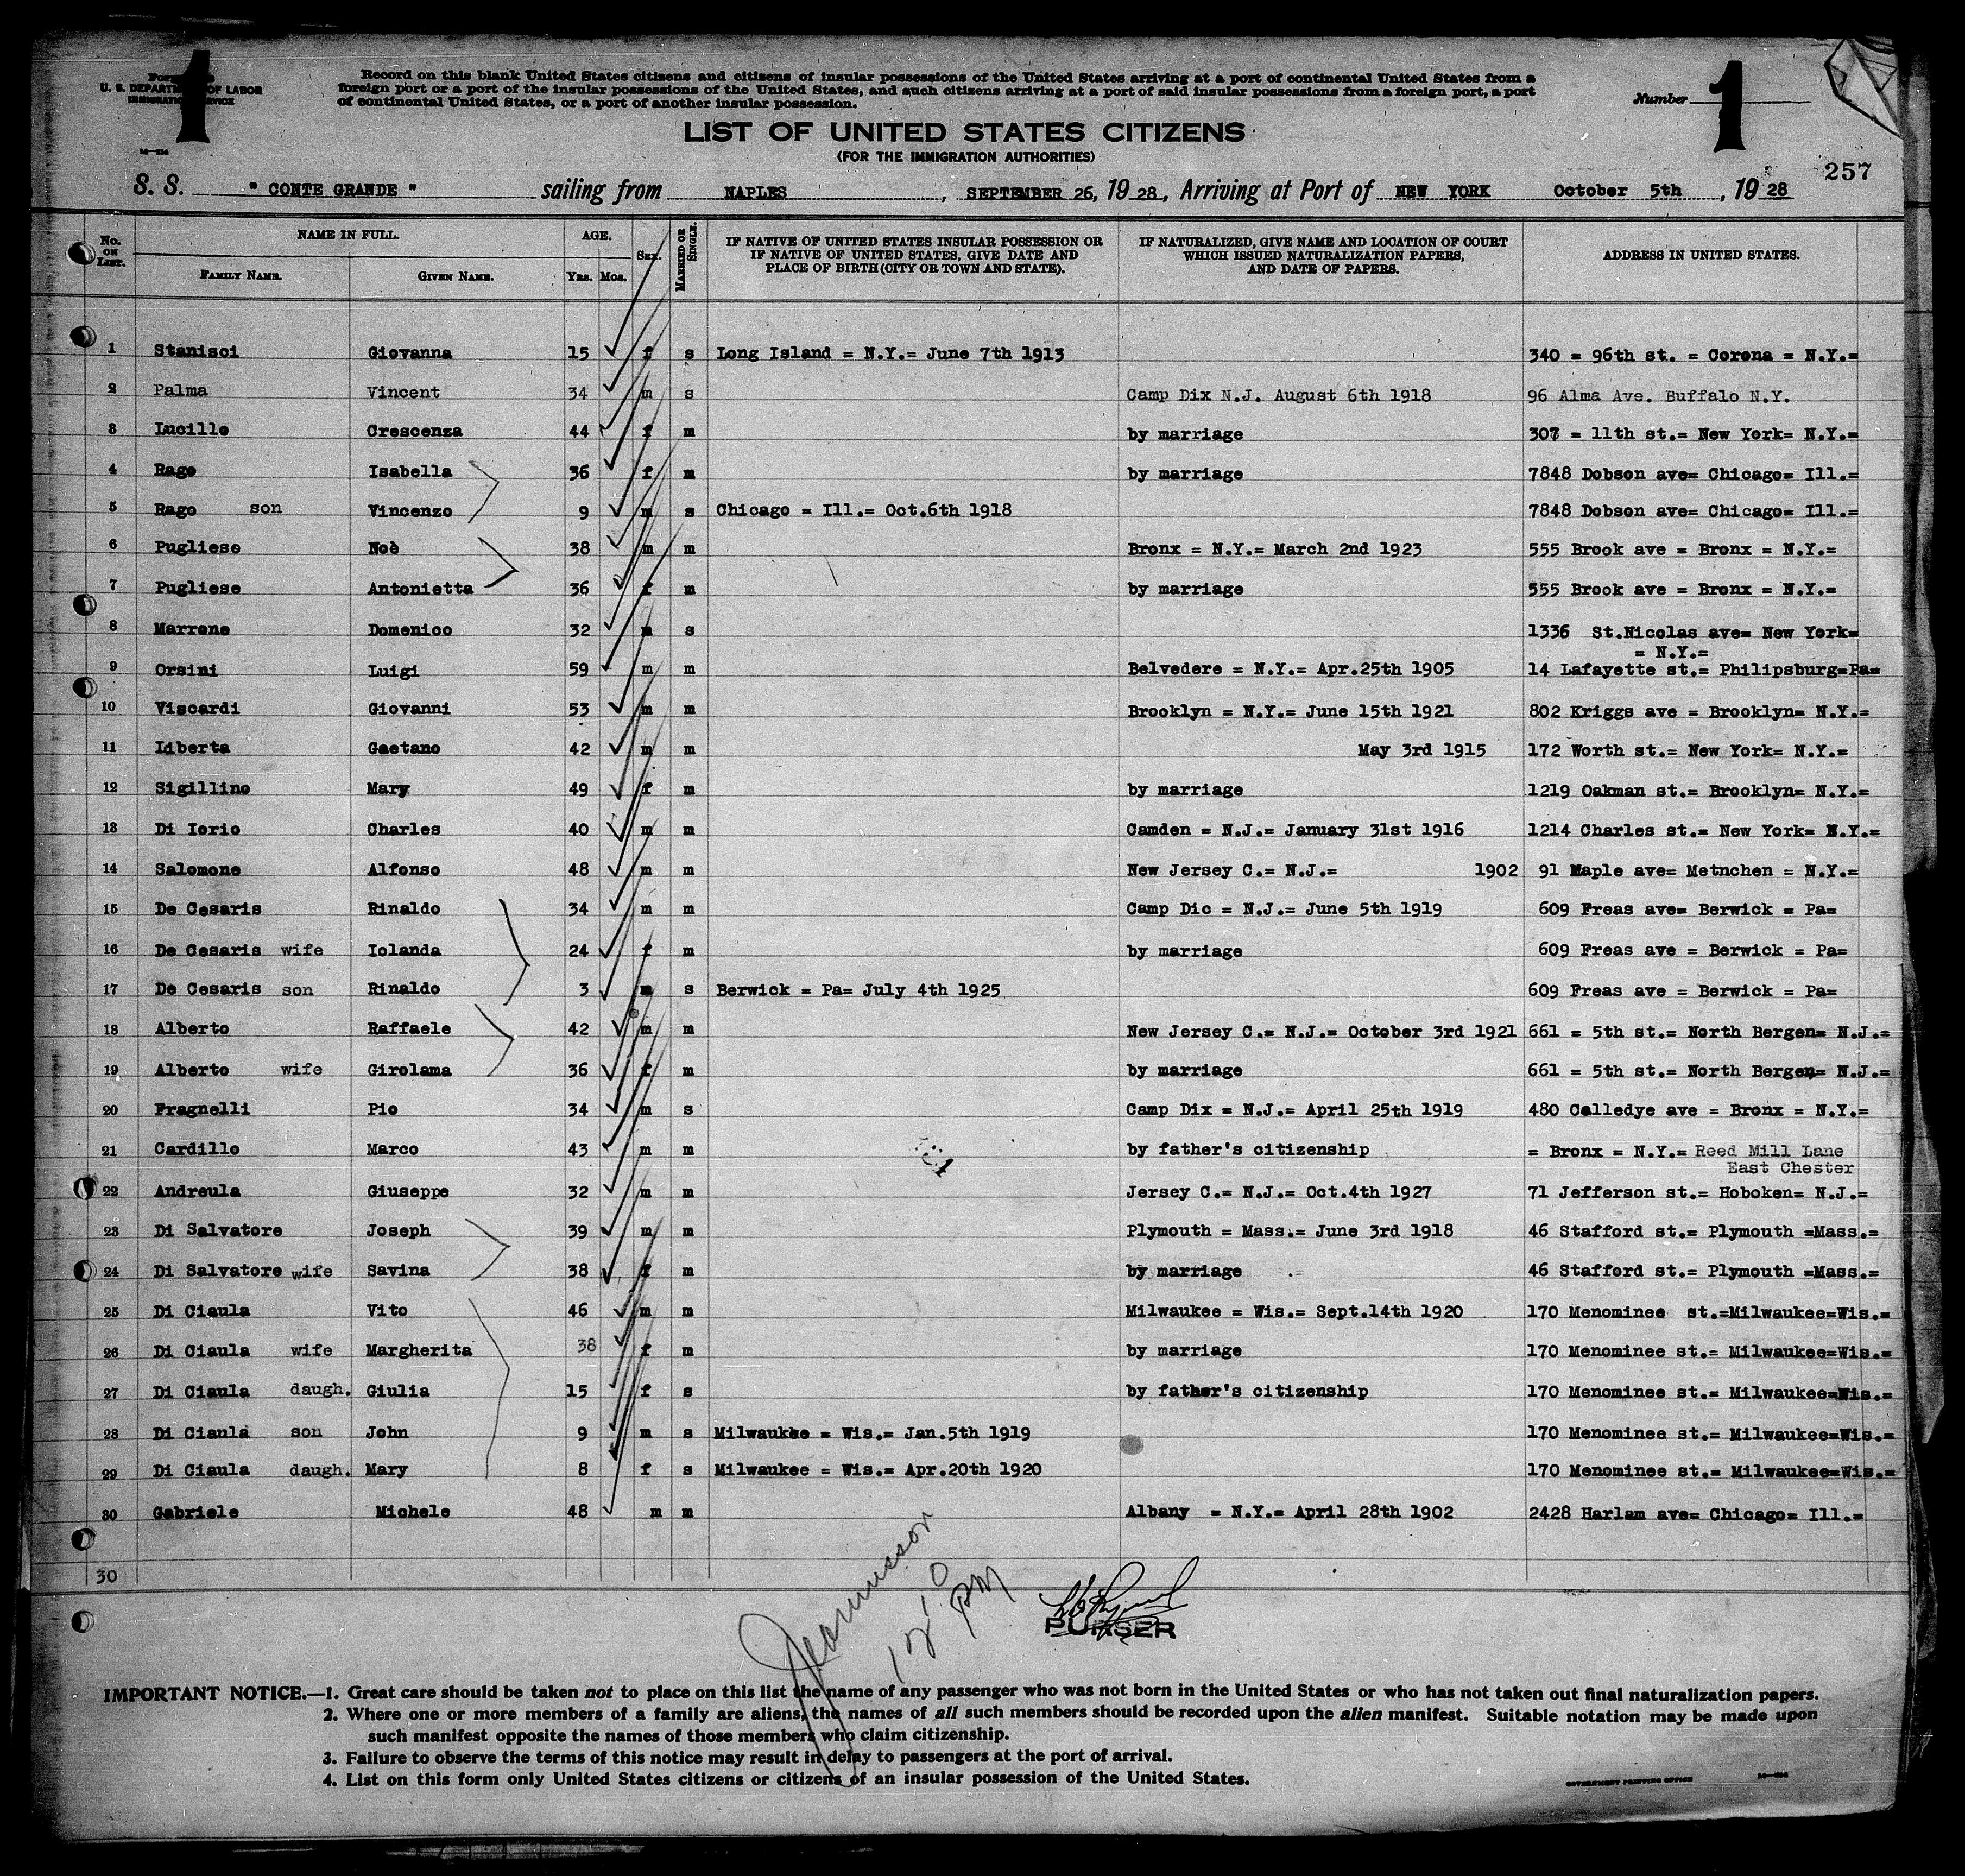 1
U. S. DEPARTMENT OF LABOR
IMMIGRATION SERVICE
Record on this blank United States citizens and citizens of insular possessions of the United States arriving at a port of continental United States from a
foreign port or a port of the insular possessions of the United States, and such citizens arriving at a port of said insular possessions from a foreign port, a port
of continental United States, or a port of another insular possession.
Number 1
LIST OF UNITED STATES CITIZENS
(FOR THE IMMIGRATION AUTHORITIES)
257
S. S. " CONTE GRANDE " sailing from NAPLES, SEPTEMBER 26, 1928, Arriving at Port of NEW YORK October 5th, 1928
No. ON LIST. NAME IN FULL. AGE. SEX. MARRIED OR SINGLE. IF NATIVE OF UNITED STATES INSULAR POSSESSION OR IF NATIVE OF UNITED STATES, GIVE DATE AND PLACE OF BIRTH (CITY OR TOWN AND STATE). IF NATURALIZED, GIVE NAME AND LOCATION OF COURT WHICH ISSUED NATURALIZATION PAPERS, AND DATE OF PAPERS. ADDRESS IN UNITED STATES.
FAMILY NAME. GIVEN NAME. YRS. MOS.
1 Stanisci Giovanna 15 f s Long Island = N.Y.= June 7th 1913 340 = 96th st. = Corona = N.Y.=
2 Palma Vincent 34 m s Camp Dix N.J. August 6th 1918 96 Alma Ave. Buffalo N.Y.
3 Lucille Crescenza 44 f m by marriage 307 = 11th st.= New York= N.Y.=
4 Rago Isabella 36 f m by marriage 7848 Dobson ave= Chicago= Ill.=
5 Rago son Vincenzo 9 m s Chicago = Ill.= Oct.6th 1918 7848 Dobson ave= Chicago= Ill.=
6 Pugliese Noè 38 m m Bronx = N.Y.= March 2nd 1923 555 Brook ave = Bronx = N.Y.=
7 Pugliese Antonietta 36 f m by marriage 555 Brook ave = Bronx = N.Y.=
8 Marrone Domenico 32 m s 1336 St.Nicolas ave= New York=
= N.Y.=
9 Orsini Luigi 59 m m Belvedere = N.Y.= Apr.25th 1905 14 Lafayette st.= Philipsburg=Pa=
10 Viscardi Giovanni 53 m m Brooklyn = N.Y.= June 15th 1921 802 Kriggs ave = Brooklyn= N.Y.=
11 Liberta Gaetano 42 m m May 3rd 1915 172 Worth st.= New York= N.Y.=
12 Sigillino Mary 49 f m by marriage 1219 Oakman st.= Brooklyn= N.Y.=
13 Di Iorio Charles 40 m m Camden = N.J.= January 31st 1916 1214 Charles st.= New York= N.Y.=
14 Salomone Alfonso 48 m m New Jersey C.= N.J.= 1902 91 Maple ave= Metnchen = N.Y.=
15 De Cesaris Rinaldo 34 m m Camp Dic = N.J.= June 5th 1919 609 Freas ave= Berwick = Pa=
16 De Cesaris wife Iolanda 24 f m by marriage 609 Freas ave = Berwick = Pa=
17 De Cesaris son Rinaldo 3 m s Berwick = Pa= July 4th 1925 609 Freas ave = Berwick = Pa=
18 Alberto Raffaele 42 m m New Jersey C.= N.J.= October 3rd 1921 661 = 5th st.= North Bergen= N.J.=
19 Alberto wife Girolama 36 f m by marriage 661 = 5th st.= North Bergen= N.J.=
20 Fragnelli Pio 34 m s Camp Dix = N.J.= April 25th 1919 480 Calledye ave = Bronx = N.Y.=
21 Cardillo Marco 43 m m by father's citizenship = Bronx = N.Y.= Reed Mill Lane
East Chester
22 Andreula Giuseppe 32 m m Jersey C.= N.J.= Oct.4th 1927 71 Jefferson st.= Hoboken= N.J.=
23 Di Salvatore Joseph 39 m m Plymouth = Mass.= June 3rd 1918 46 Stafford st.= Plymouth =Mass.=
24 Di Salvatore wife Savina 38 f m by marriage 46 Stafford st.= Plymouth =Mass.=
25 Di Ciaula Vito 46 m m Milwaukee = Wis.= Sept.14th 1920 170 Menominee st.=Milwaukee=Wis.=
26 Di Ciaula wife Margherita 38 f m by marriage 170 Menominee st.= Milwaukee=Wis.=
27 Di Ciaula daugh. Giulia 15 f s by father's citizenship 170 Menominee st.= Milwaukee=Wis.=
28 Di Ciaula son John 9 m s Milwaukee = Wis.= Jan.5th 1919 170 Menominee st.= Milwaukee=Wis.=
29 Di Ciaula daugh. Mary 8 f s Milwaukee = Wis.= Apr.20th 1920 170 Menominee st.= Milwaukee=Wis.=
30 Gabriele Michele 48 m m Albany = N.Y.= April 28th 1902 2428 Harlam ave= Chicago= Ill.=
30
PM
PURSER
IMPORTANT NOTICE.—1. Great care should be taken not to place on this list the name of any passenger who was not born in the United States or who has not taken out final naturalization papers.
2. Where one or more members of a family are aliens, the names of all such members should be recorded upon the alien manifest. Suitable notation may be made upon
such manifest opposite the names of those members who claim citizenship.
3. Failure to observe the terms of this notice may result in delay to passengers at the port of arrival.
4. List on this form only United States citizens or citizens of an insular possession of the United States.
GOVERNMENT PRINTING OFFICE